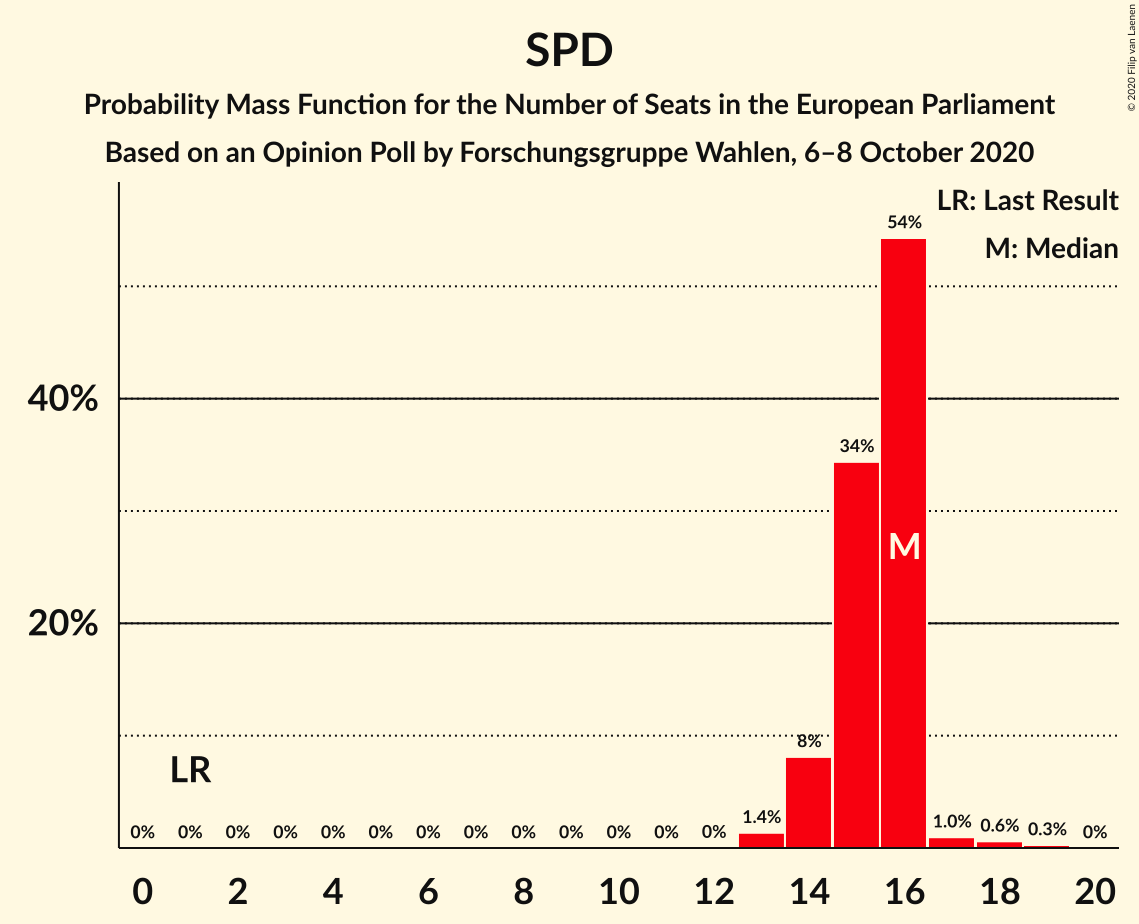 SPD
Probability Mass Function for the Number of Seats in the European Parliament
Based on an Opinion Poll by Forschungsgruppe Wahlen, 6–8 October 2020
© 2020 Filip van Laenen
LR: Last Result
M: Median
54%
40%
34%
M
20%
8%
LR
0% 0% 0% 0% 0% 0% 0% 0% 0% 0% 0% 0% 0% 1.4% 1.0% 0.6% 0.3% 0%
0 2 4 6 8 10 12 14 16 18 20